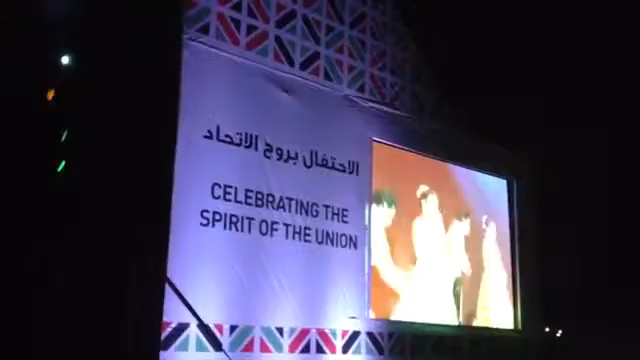 الاحتفال بروح الاتحاد
CELEBRATING THE
SPIRIT OF THE UNION